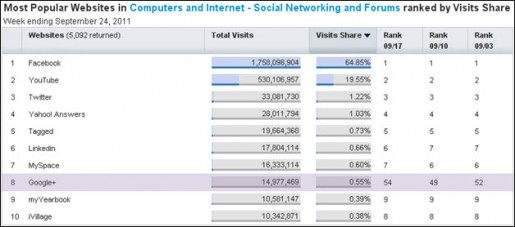 Most Popular Websites in Computers and Internet - Social Networking and Forums ranked by Visits Share
Week ending September 24, 2011
Websites (5,092 returned) Total Visits Visits Share Rank 09/17 Rank 09/10 Rank 09/03
1 Facebook 1,758,098,904 64.85% 1 1 1
2 YouTube 530,106,957 19.55% 2 2 2
3 Twitter 33,081,730 1.22% 3 3 3
4 Yahoo! Answers 28,011,794 1.03% 4 4 4
5 Tagged 19,664,368 0.73% 5 5 5
6 Linkedin 17,804,114 0.66% 6 7 7
7 MySpace 16,333,114 0.60% 7 6 6
8 Google+ 14,977,469 0.55% 54 49 52
9 myYearbook 10,581,147 0.39% 9 9 9
10 iVillage 10,342,871 0.38% 8 8 8